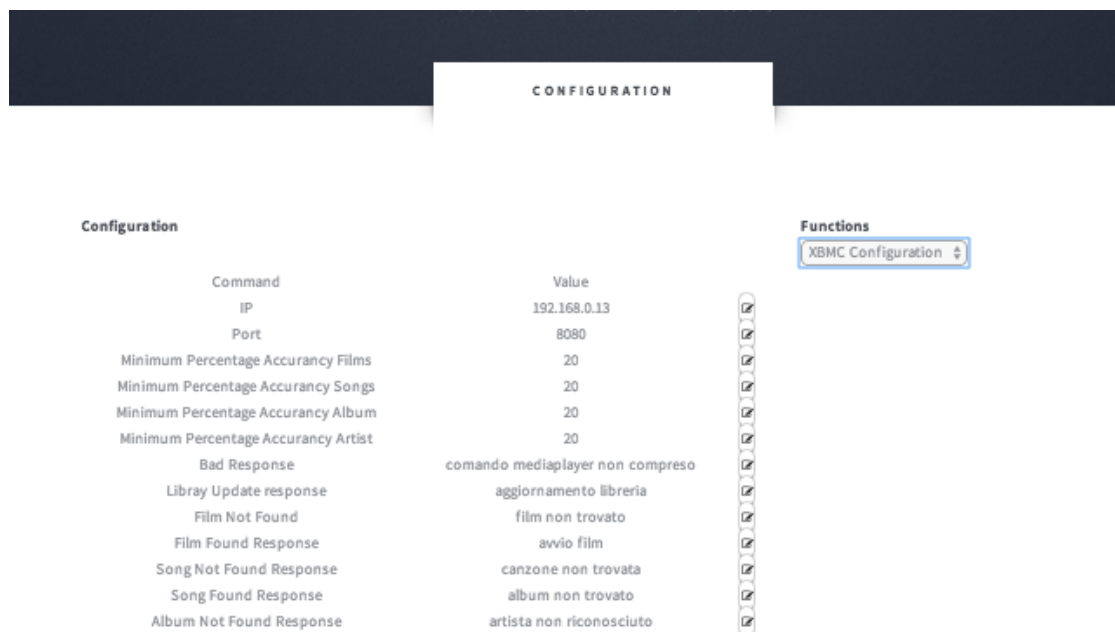 CONFIGURATION
Configuration
Functions
XBMC Configuration
Command Value
IP 192.168.0.13
Port 8080
Minimum Percentage Accurancy Films 20
Minimum Percentage Accurancy Songs 20
Minimum Percentage Accurancy Album 20
Minimum Percentage Accurancy Artist 20
Bad Response comando mediaplayer non compreso
Libray Update response aggiornamento libreria
Film Not Found film non trovato
Film Found Response avvio film
Song Not Found Response canzone non trovata
Song Found Response album non trovato
Album Not Found Response artista non riconosciuto